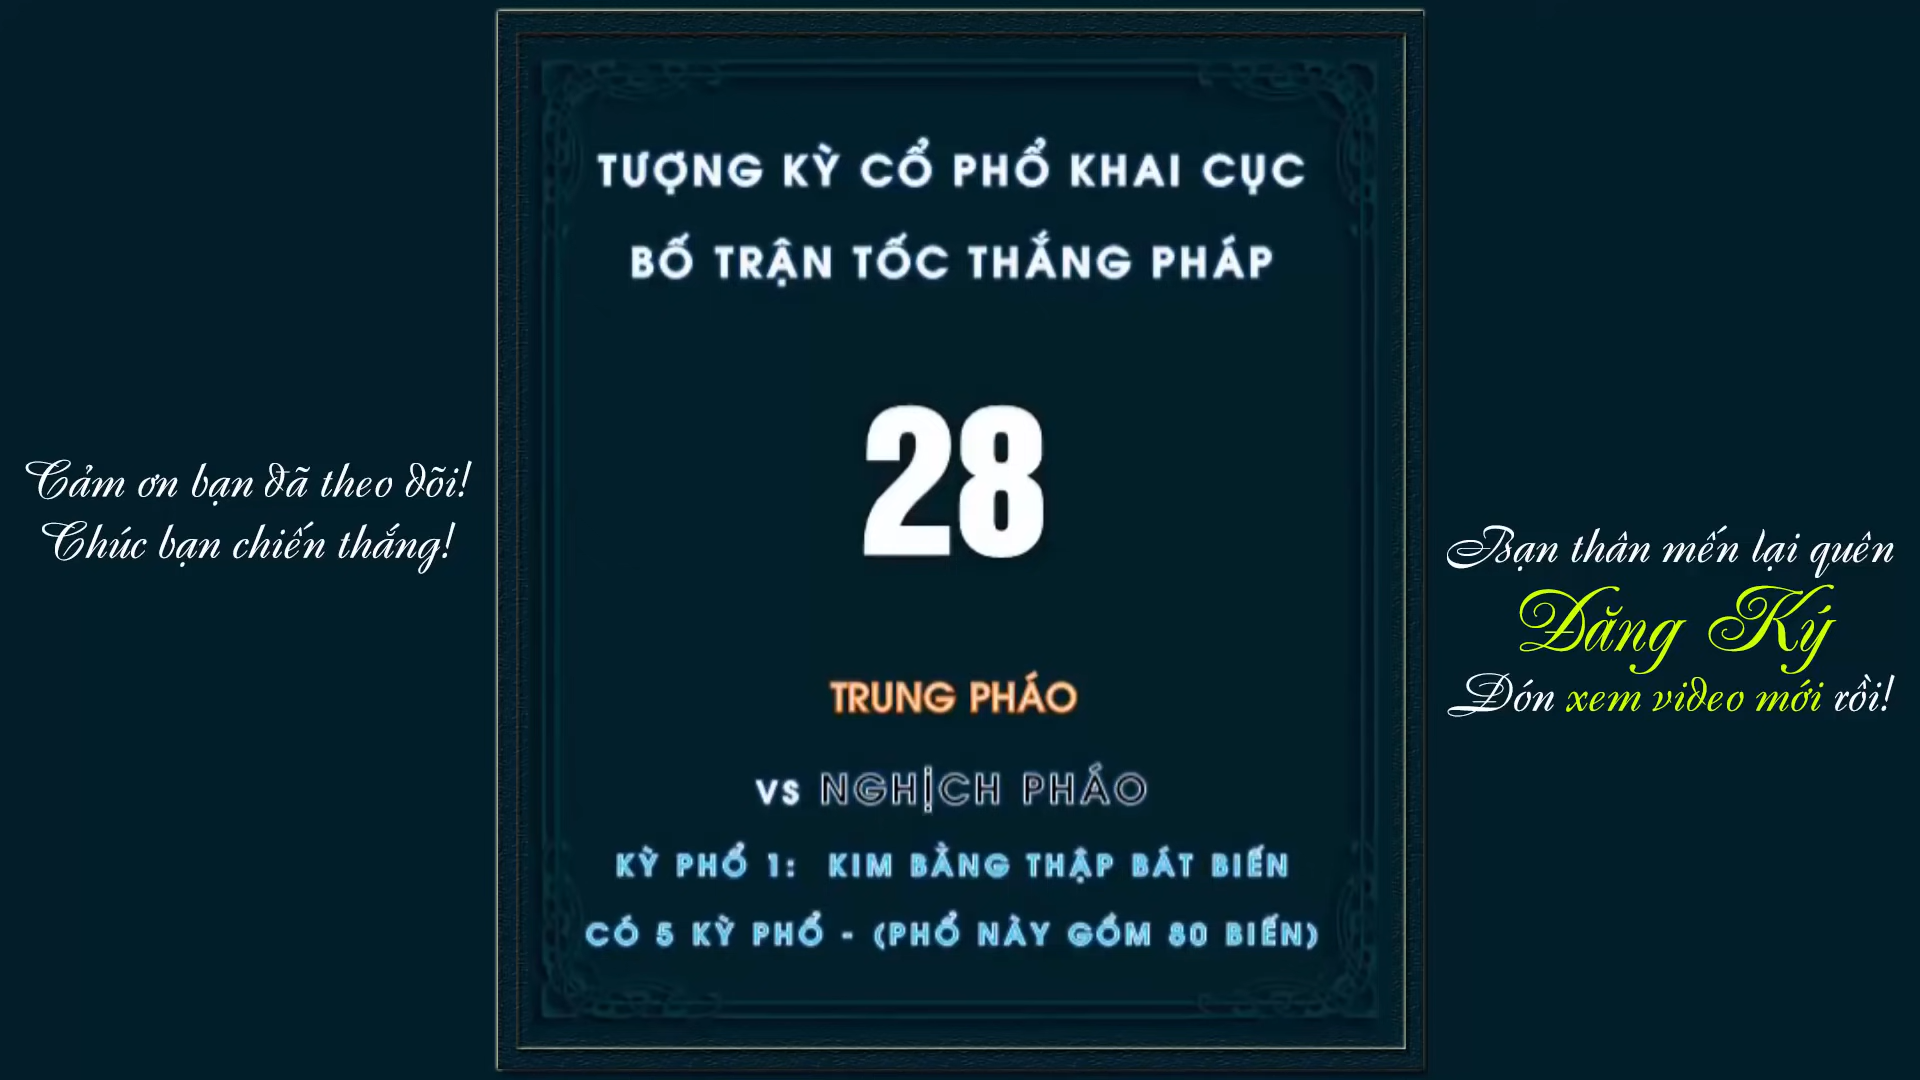 TƯỢNG KỲ CỔ PHỔ KHAI CỤC
BỐ TRẬN TỐC THẮNG PHÁP
28
TRUNG PHÁO
VS NGHỊCH PHÁO
KỲ PHỔ 1: KIM BẰNG THẬP BÁT BIẾN
CÓ 5 KỲ PHỔ - (PHỔ NÀY GỒM 80 BIẾN)
Cảm ơn bạn đã theo dõi!
Chúc bạn chiến thắng!
Bạn thân mến lại quên
Đăng Ký
Đón xem video mới rồi!